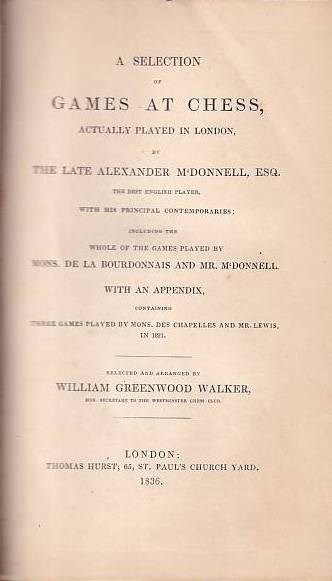 A SELECTION
OF
GAMES AT CHESS,
ACTUALLY PLAYED IN LONDON,
BY
THE LATE ALEXANDER M'DONNELL, ESQ.
THE BEST ENGLISH PLAYER,
WITH HIS PRINCIPAL CONTEMPORARIES;
INCLUDING THE
WHOLE OF THE GAMES PLAYED BY
MONS. DE LA BOURDONNAIS AND MR. M'DONNELL.
WITH AN APPENDIX,
CONTAINING
THREE GAMES PLAYED BY MONS. DES CHAPELLES AND MR. LEWIS,
IN 1821.
SELECTED AND ARRANGED BY
WILLIAM GREENWOOD WALKER,
HON. SECRETARY TO THE WESTMINSTER CHESS CLUB.
LONDON:
THOMAS HURST; 65, ST. PAUL'S CHURCH YARD.
1836.